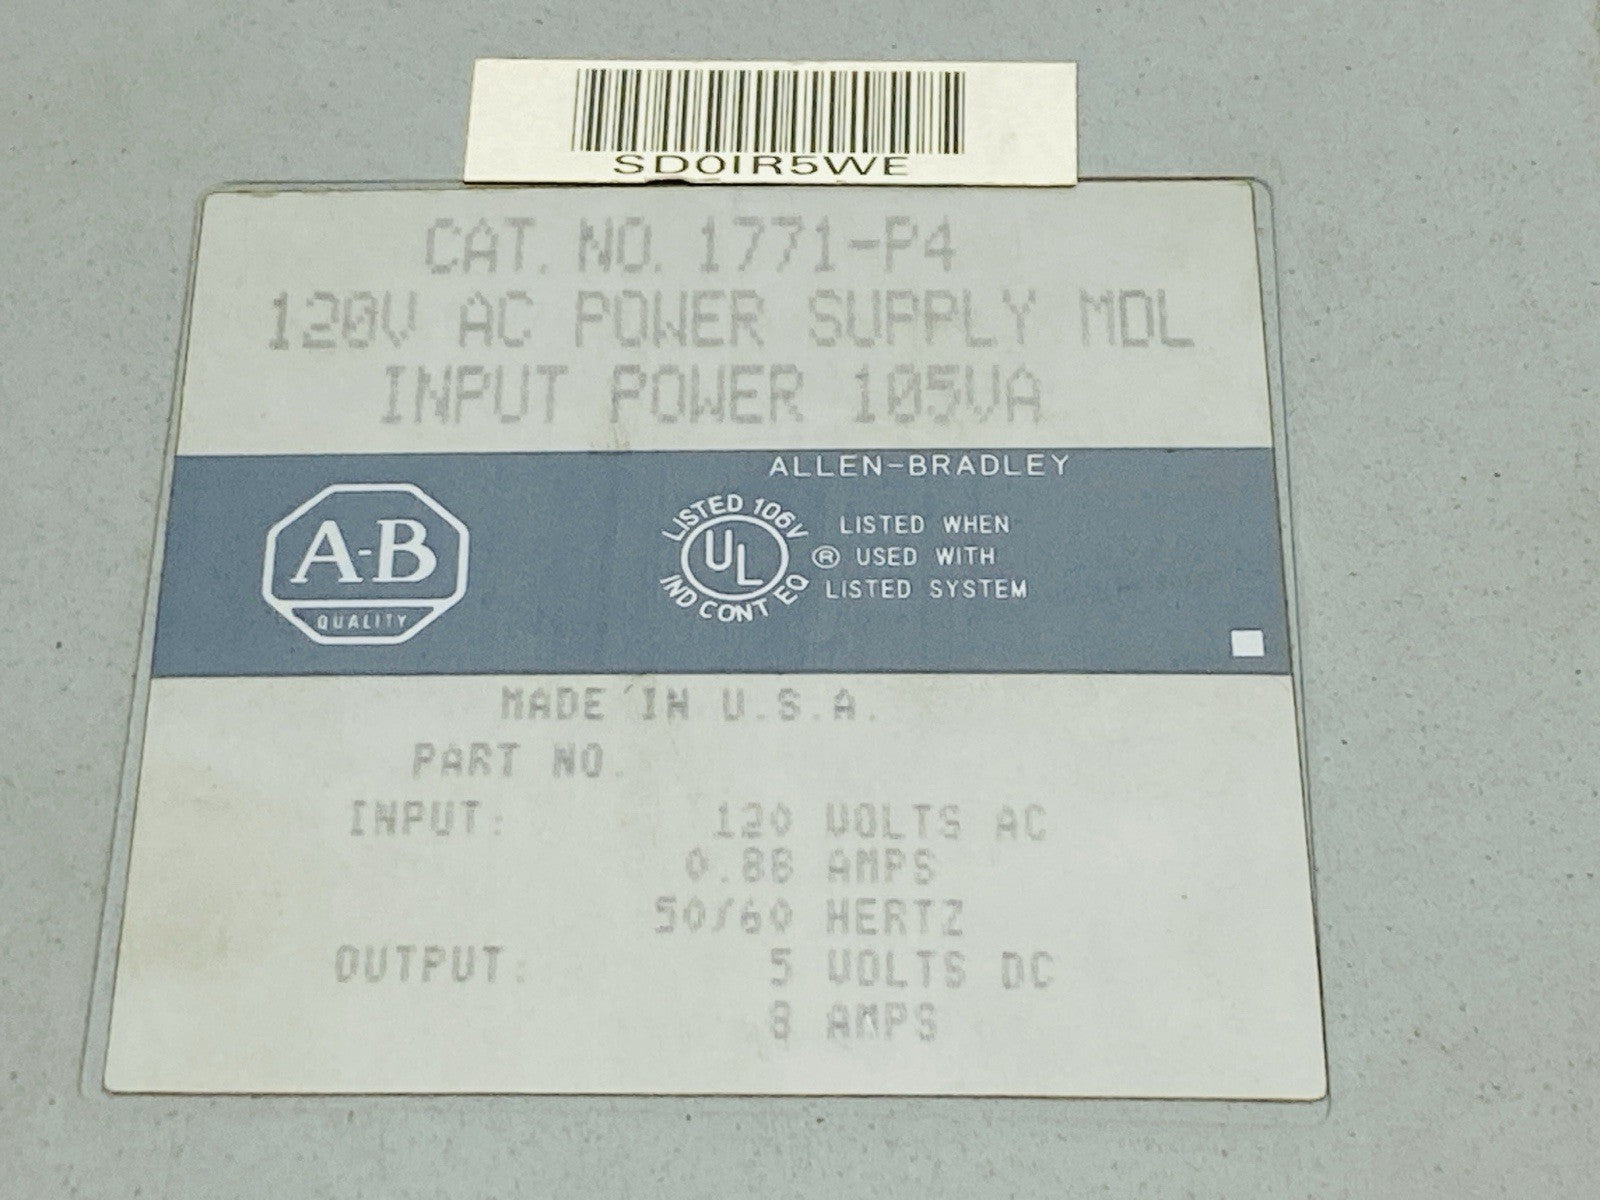 SD0IR5WE
CAT. NO. 1771-P4
120V AC POWER SUPPLY MDL
INPUT POWER 105VA
ALLEN-BRADLEY
A-B
QUALITY
LISTED 106V
UL
IND CONT EQ
®
LISTED WHEN
USED WITH
LISTED SYSTEM
MADE IN U.S.A.
PART NO.
INPUT: 120 VOLTS AC
0.88 AMPS
50/60 HERTZ
OUTPUT: 5 VOLTS DC
8 AMPS